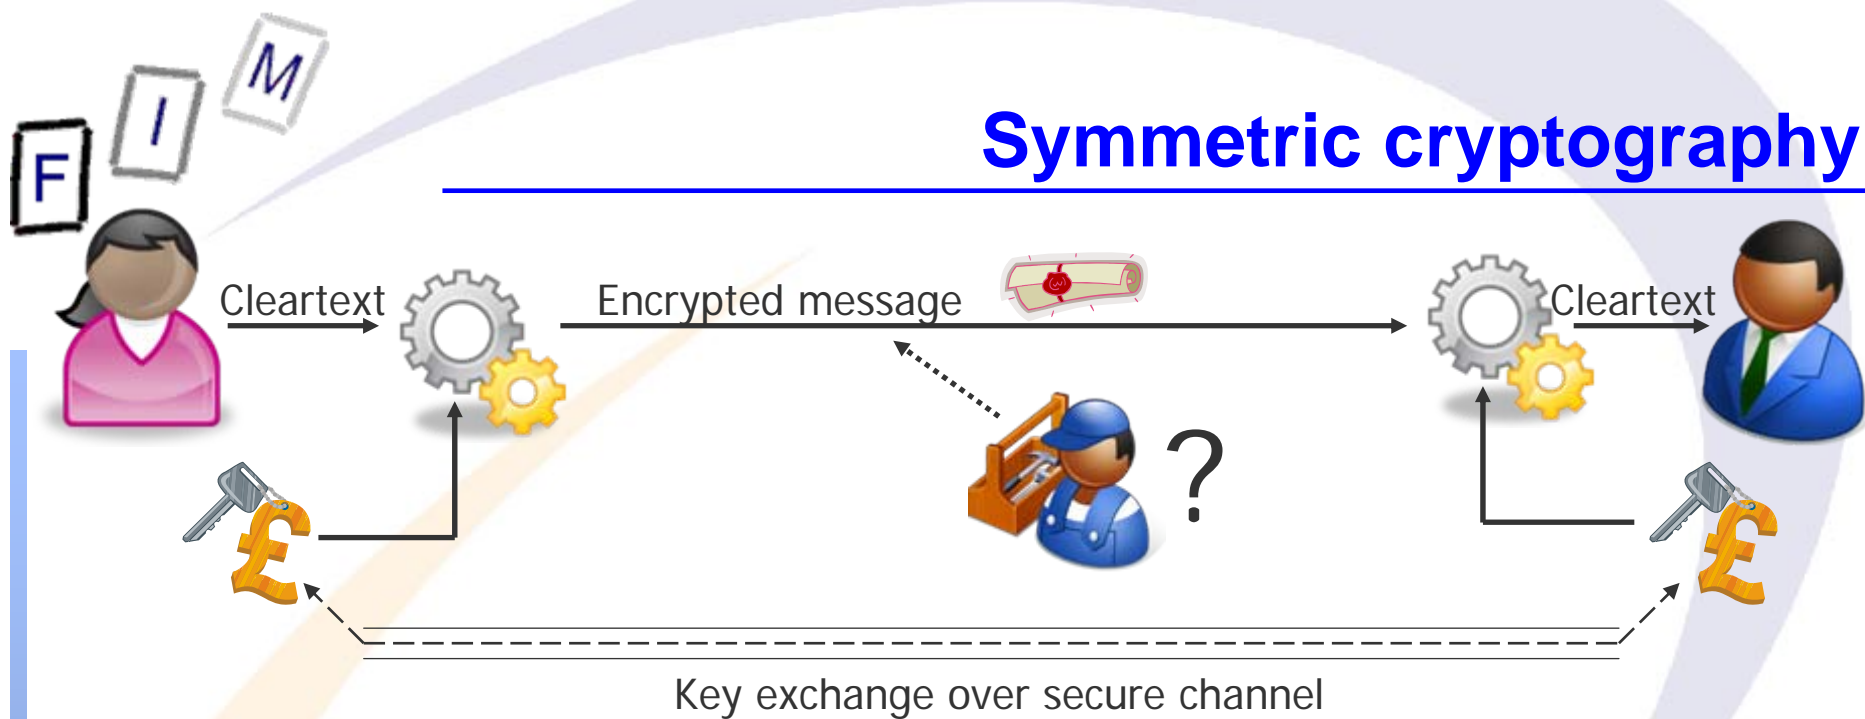 F I M
Symmetric cryptography
Cleartext
Encrypted message
Cleartext
?
£
£
Key exchange over secure channel